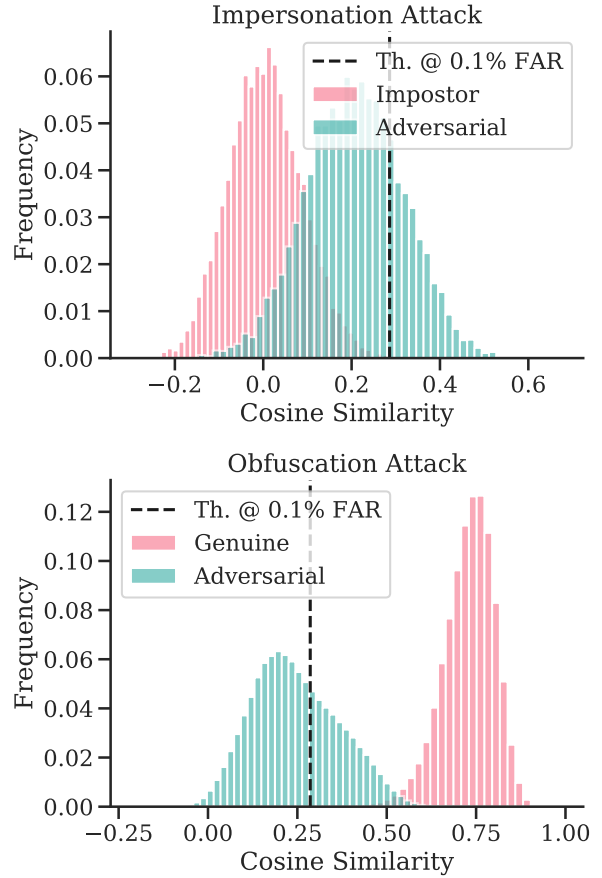 Impersonation Attack
Th. @ 0.1% FAR
Impostor
Adversarial
Frequency
0.06
0.05
0.04
0.03
0.02
0.01
0.00
−0.2 0.0 0.2 0.4 0.6
Cosine Similarity
Obfuscation Attack
Th. @ 0.1% FAR
Genuine
Adversarial
Frequency
0.12
0.10
0.08
0.06
0.04
0.02
0.00
−0.25 0.00 0.25 0.50 0.75 1.00
Cosine Similarity